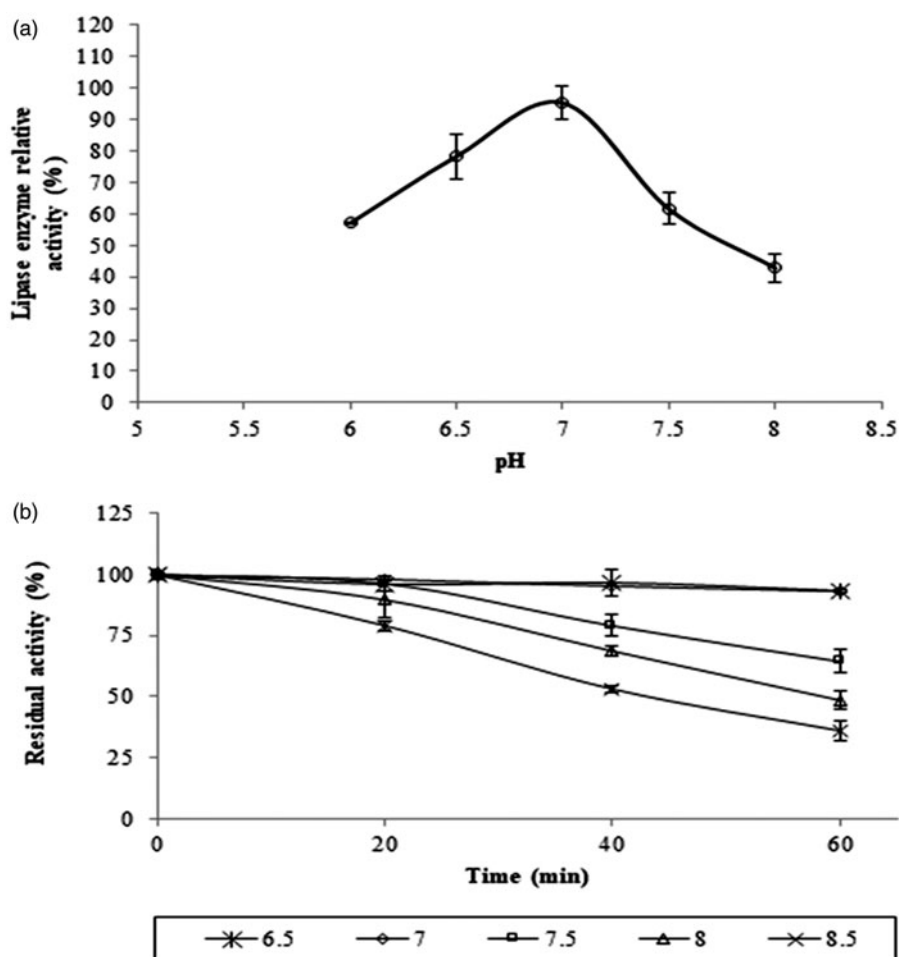 (a)
120
110
100
90
80
70
60
50
40
30
20
10
0
Lipase enzyme relative
activity (%)
5 5.5 6 6.5 7 7.5 8 8.5
pH
(b)
125
100
75
50
25
0
Residual activity (%)
0 20 40 60
Time (min)
6.5 7 7.5 8 8.5